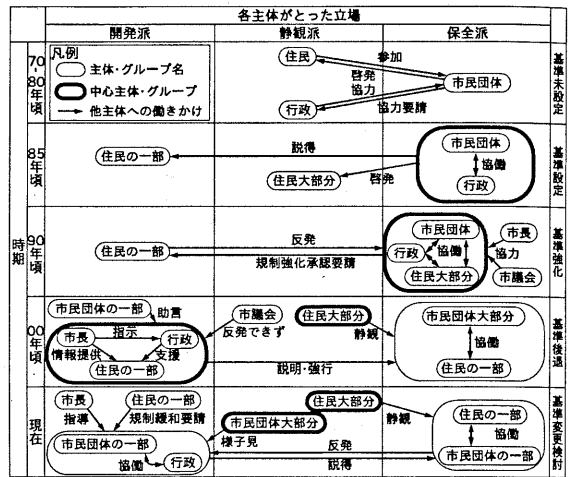 各主体がとった立場
開発派
静観派
保全派
時期
70-80年頃
凡例
主体・グループ名
中心主体・グループ
他主体への働きかけ
住民
参加
啓発
協力
市民団体
行政
協力要請
基準未設定
85年頃
住民の一部
説得
住民大部分
啓発
市民団体
協働
行政
基準設定
90年頃
住民の一部
反発
規制強化承認要請
市民団体
行政
協働
住民大部分
市長
協力
市議会
基準強化
00年頃
市民団体の一部
助言
市長
指示
行政
情報提供
支援
住民の一部
市議会
反発できず
住民大部分
静観
説明・強行
市民団体大部分
協働
住民の一部
基準後退
現在
市長
指導
住民の一部
規制緩和要請
市民団体の一部
協働
行政
住民大部分
市民団体大部分
様子見
静観
反発
説得
住民の一部
協働
市民団体の一部
基準変更検討